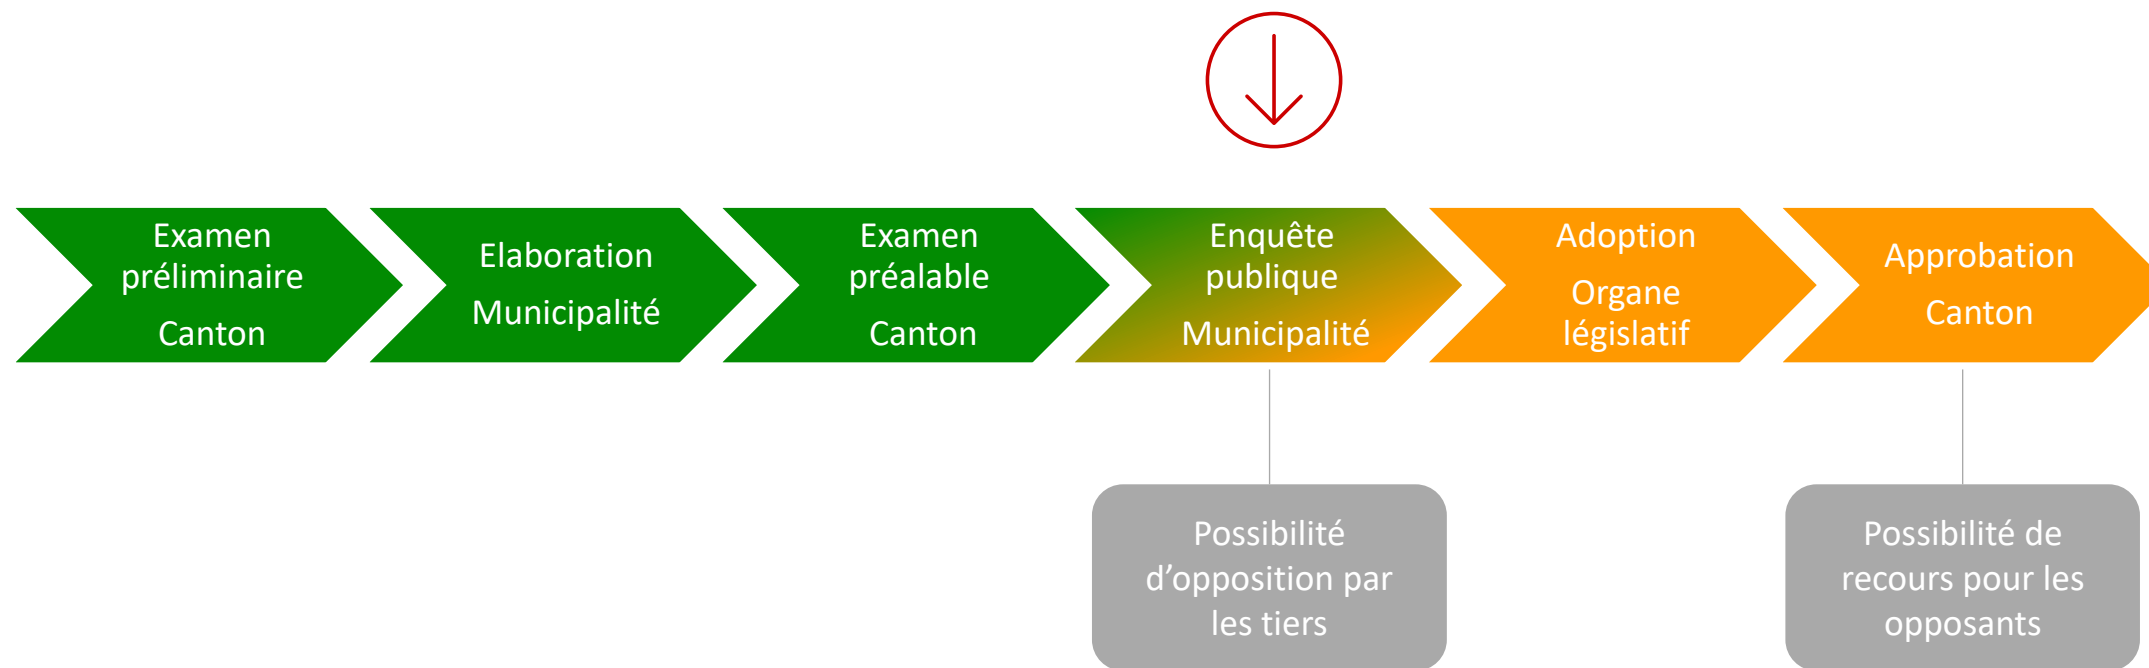 Examen
préliminaire
Canton
Elaboration
Municipalité
Examen
préalable
Canton
Enquête
publique
Municipalité
Adoption
Organe
législatif
Approbation
Canton
Possibilité
d’opposition par
les tiers
Possibilité de
recours pour les
opposants